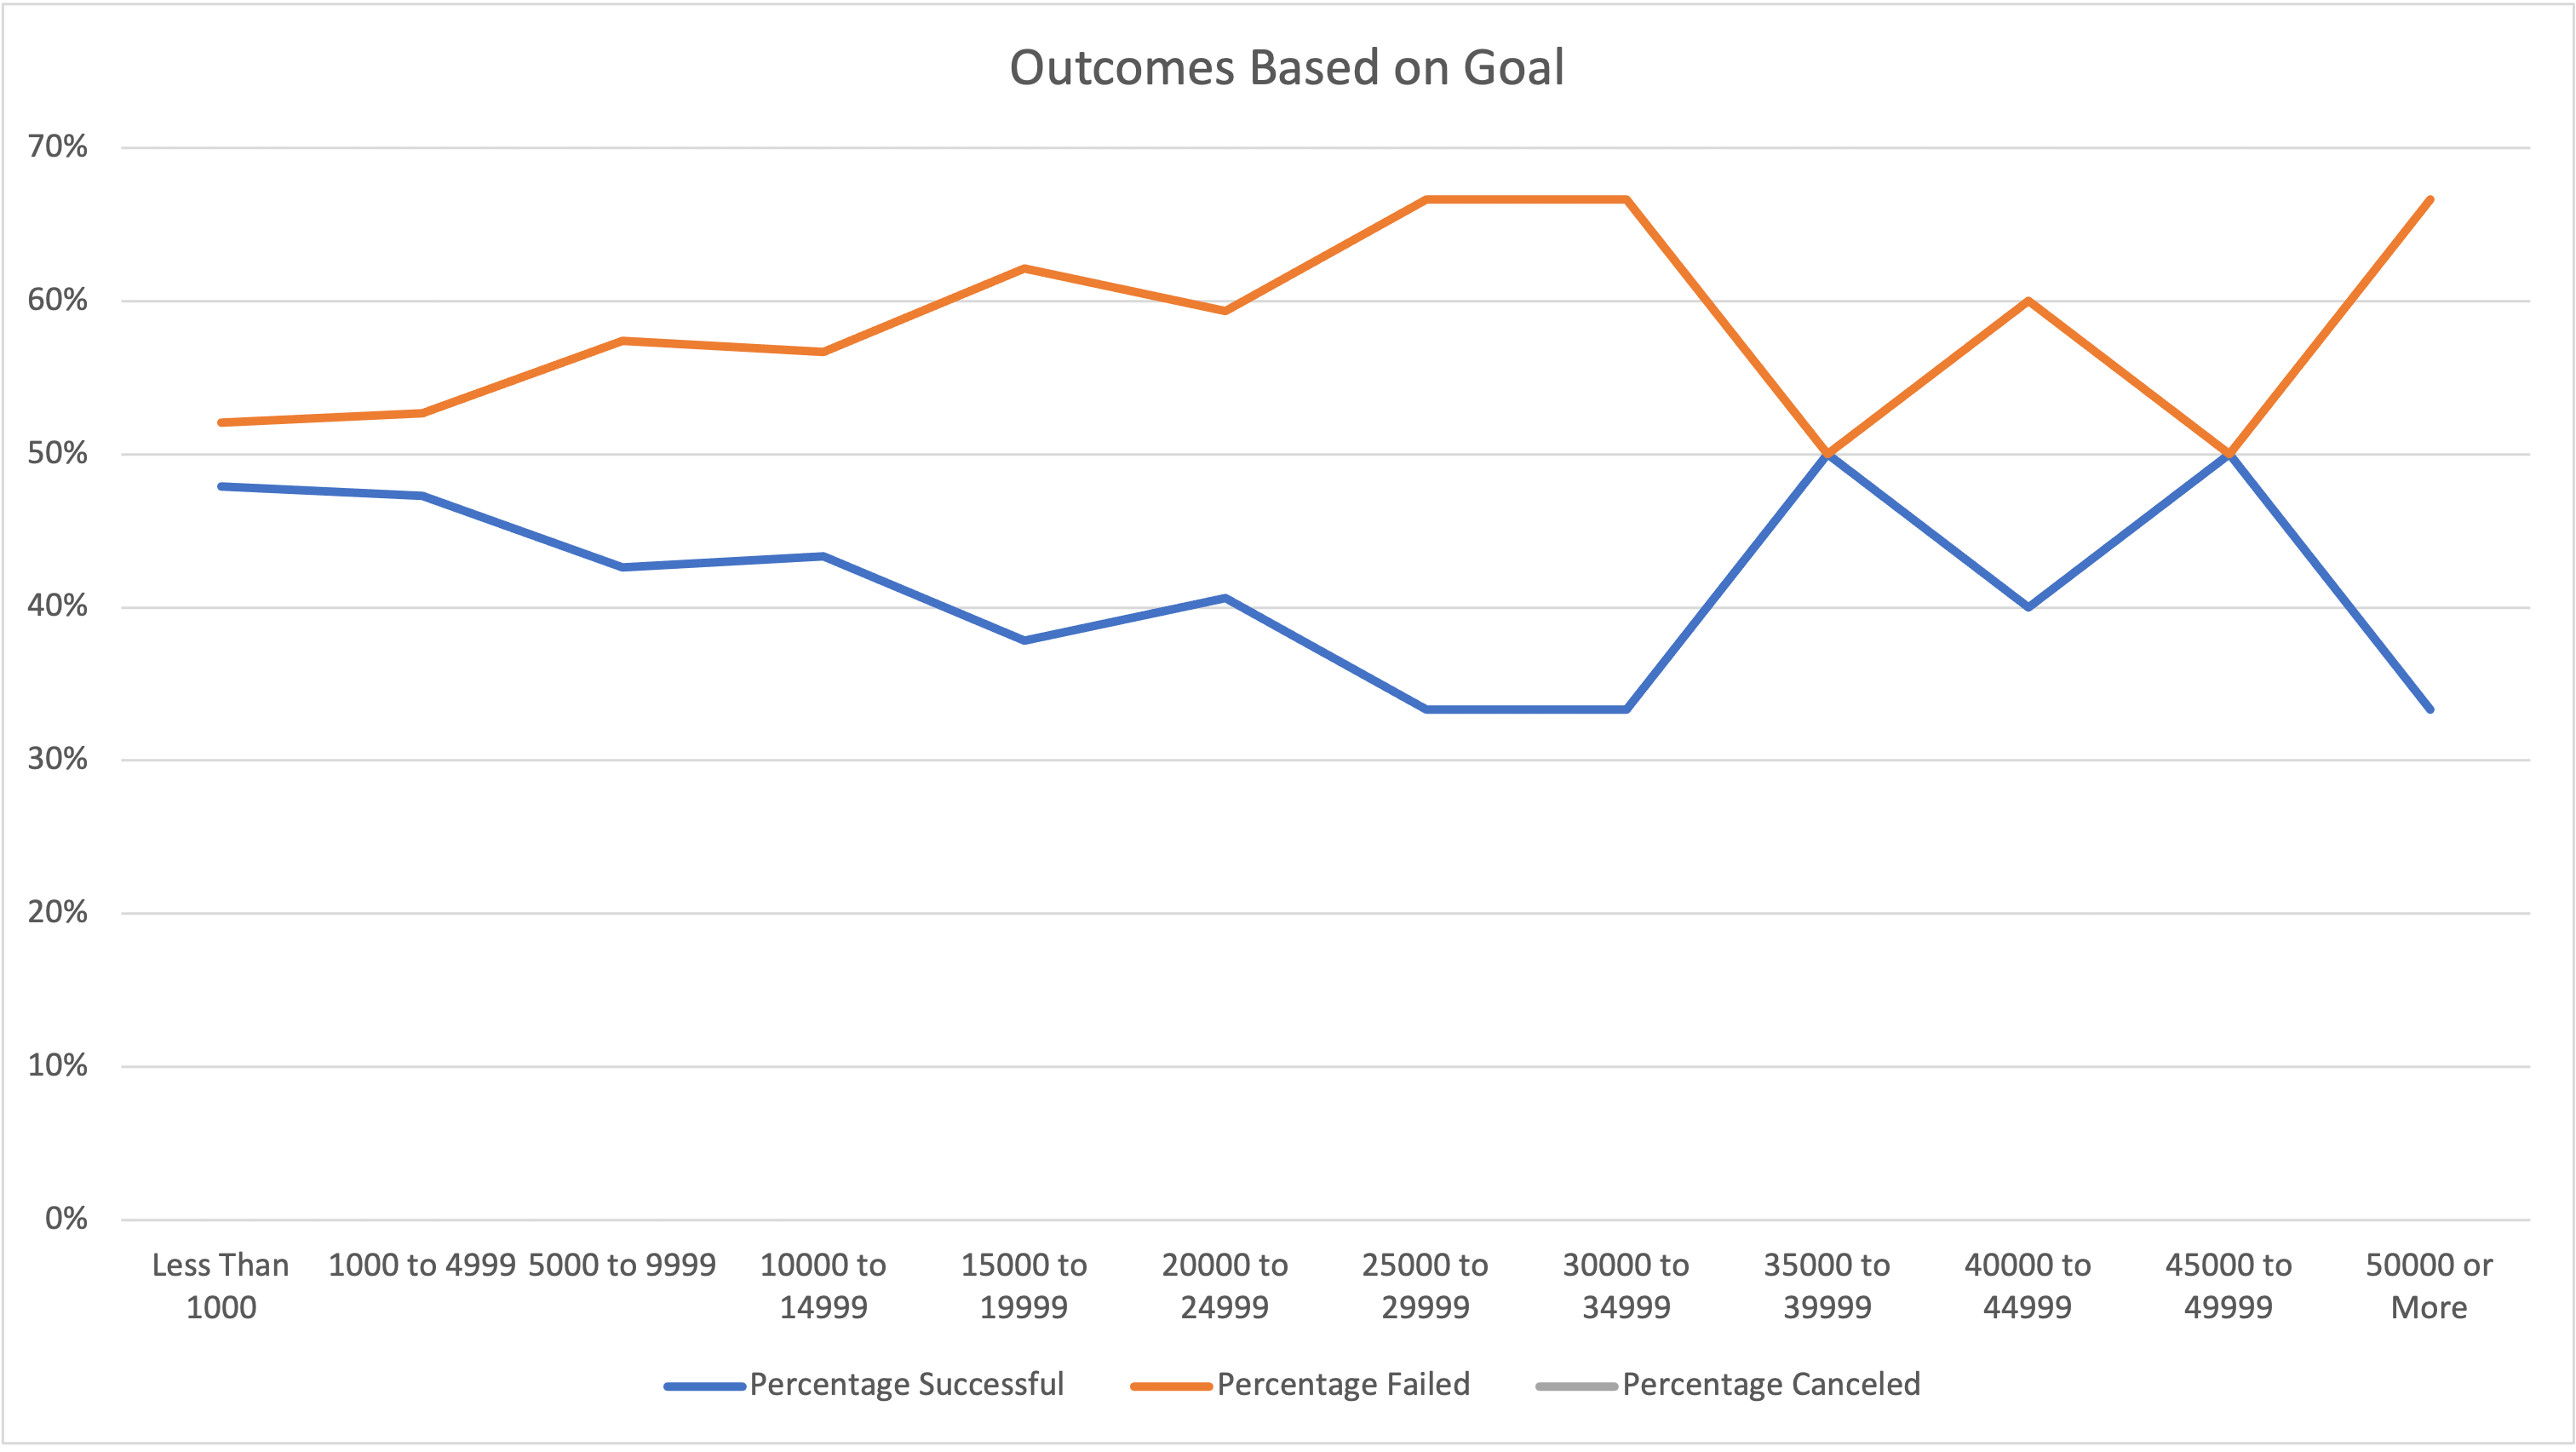 Outcomes Based on Goal
70%
60%
50%
40%
30%
20%
10%
0%
Less Than
1000
1000 to 4999
5000 to 9999
10000 to
14999
15000 to
19999
20000 to
24999
25000 to
29999
30000 to
34999
35000 to
39999
40000 to
44999
45000 to
49999
50000 or
More
Percentage Successful
Percentage Failed
Percentage Canceled